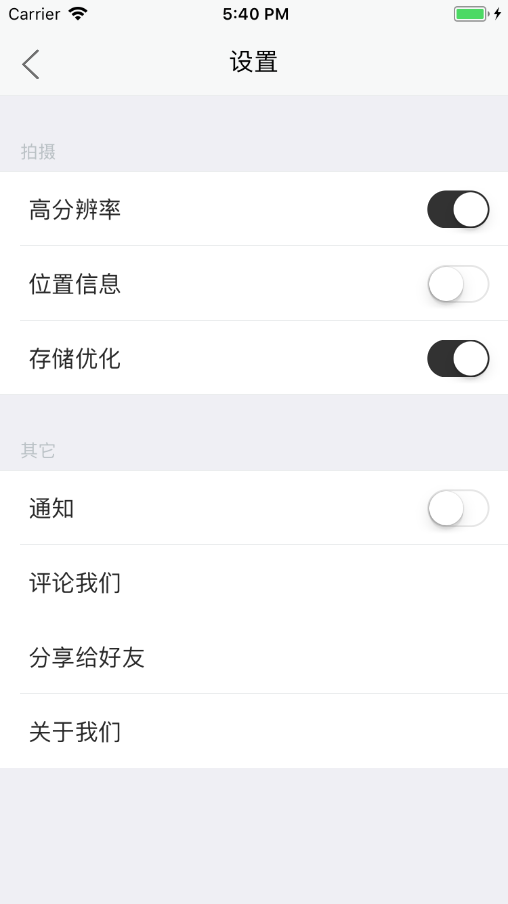 Carrier 5:40 PM
设置
拍摄
高分辨率
位置信息
存储优化
其它
通知
评论我们
分享给好友
关于我们